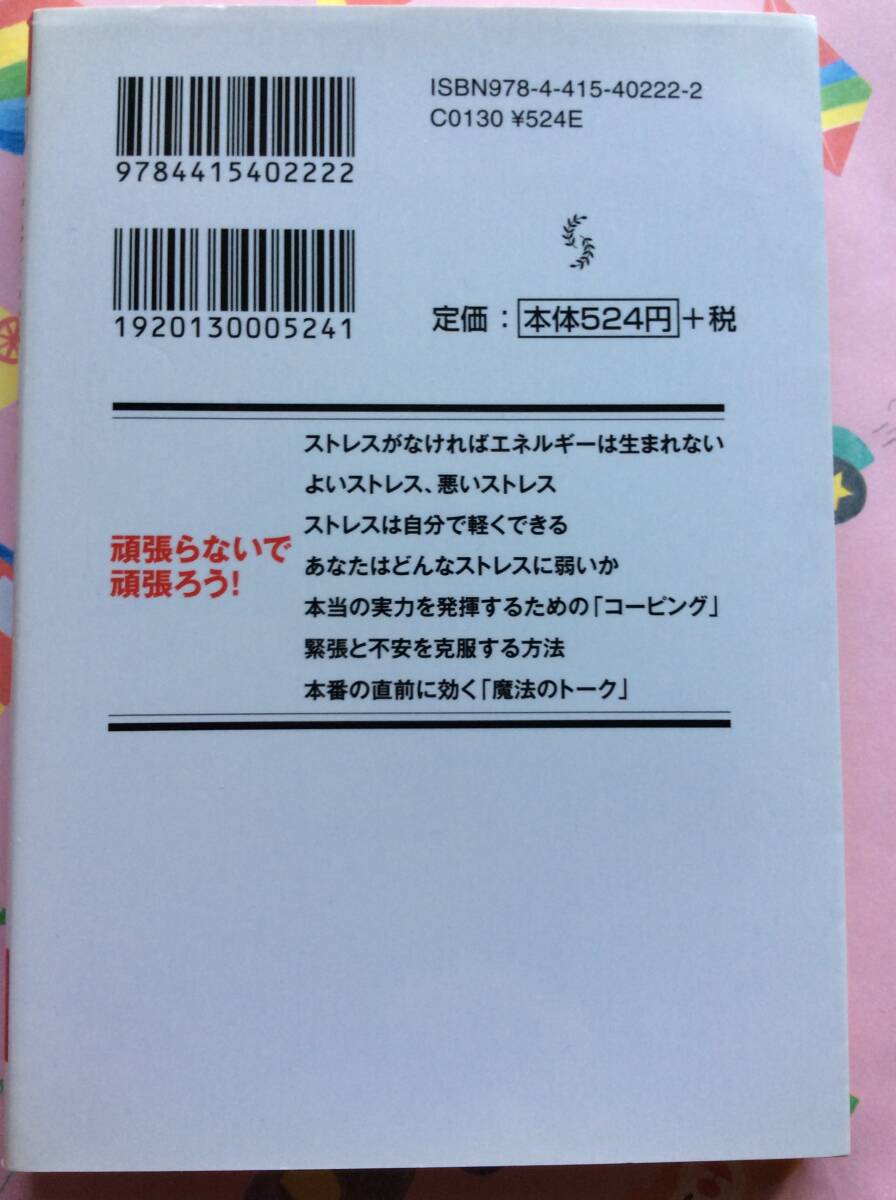 ISBN978-4-415-40222-2
C0130 ¥524E
9784415402222
1920130005241
定価：本体524円+税
頑張らないで
頑張ろう！
ストレスがなければエネルギーは生まれない
よいストレス、悪いストレス
ストレスは自分で軽くできる
あなたはどんなストレスに弱いか
本当の実力を発揮するための「コーピング」
緊張と不安を克服する方法
本番の直前に効く「魔法のトーク」